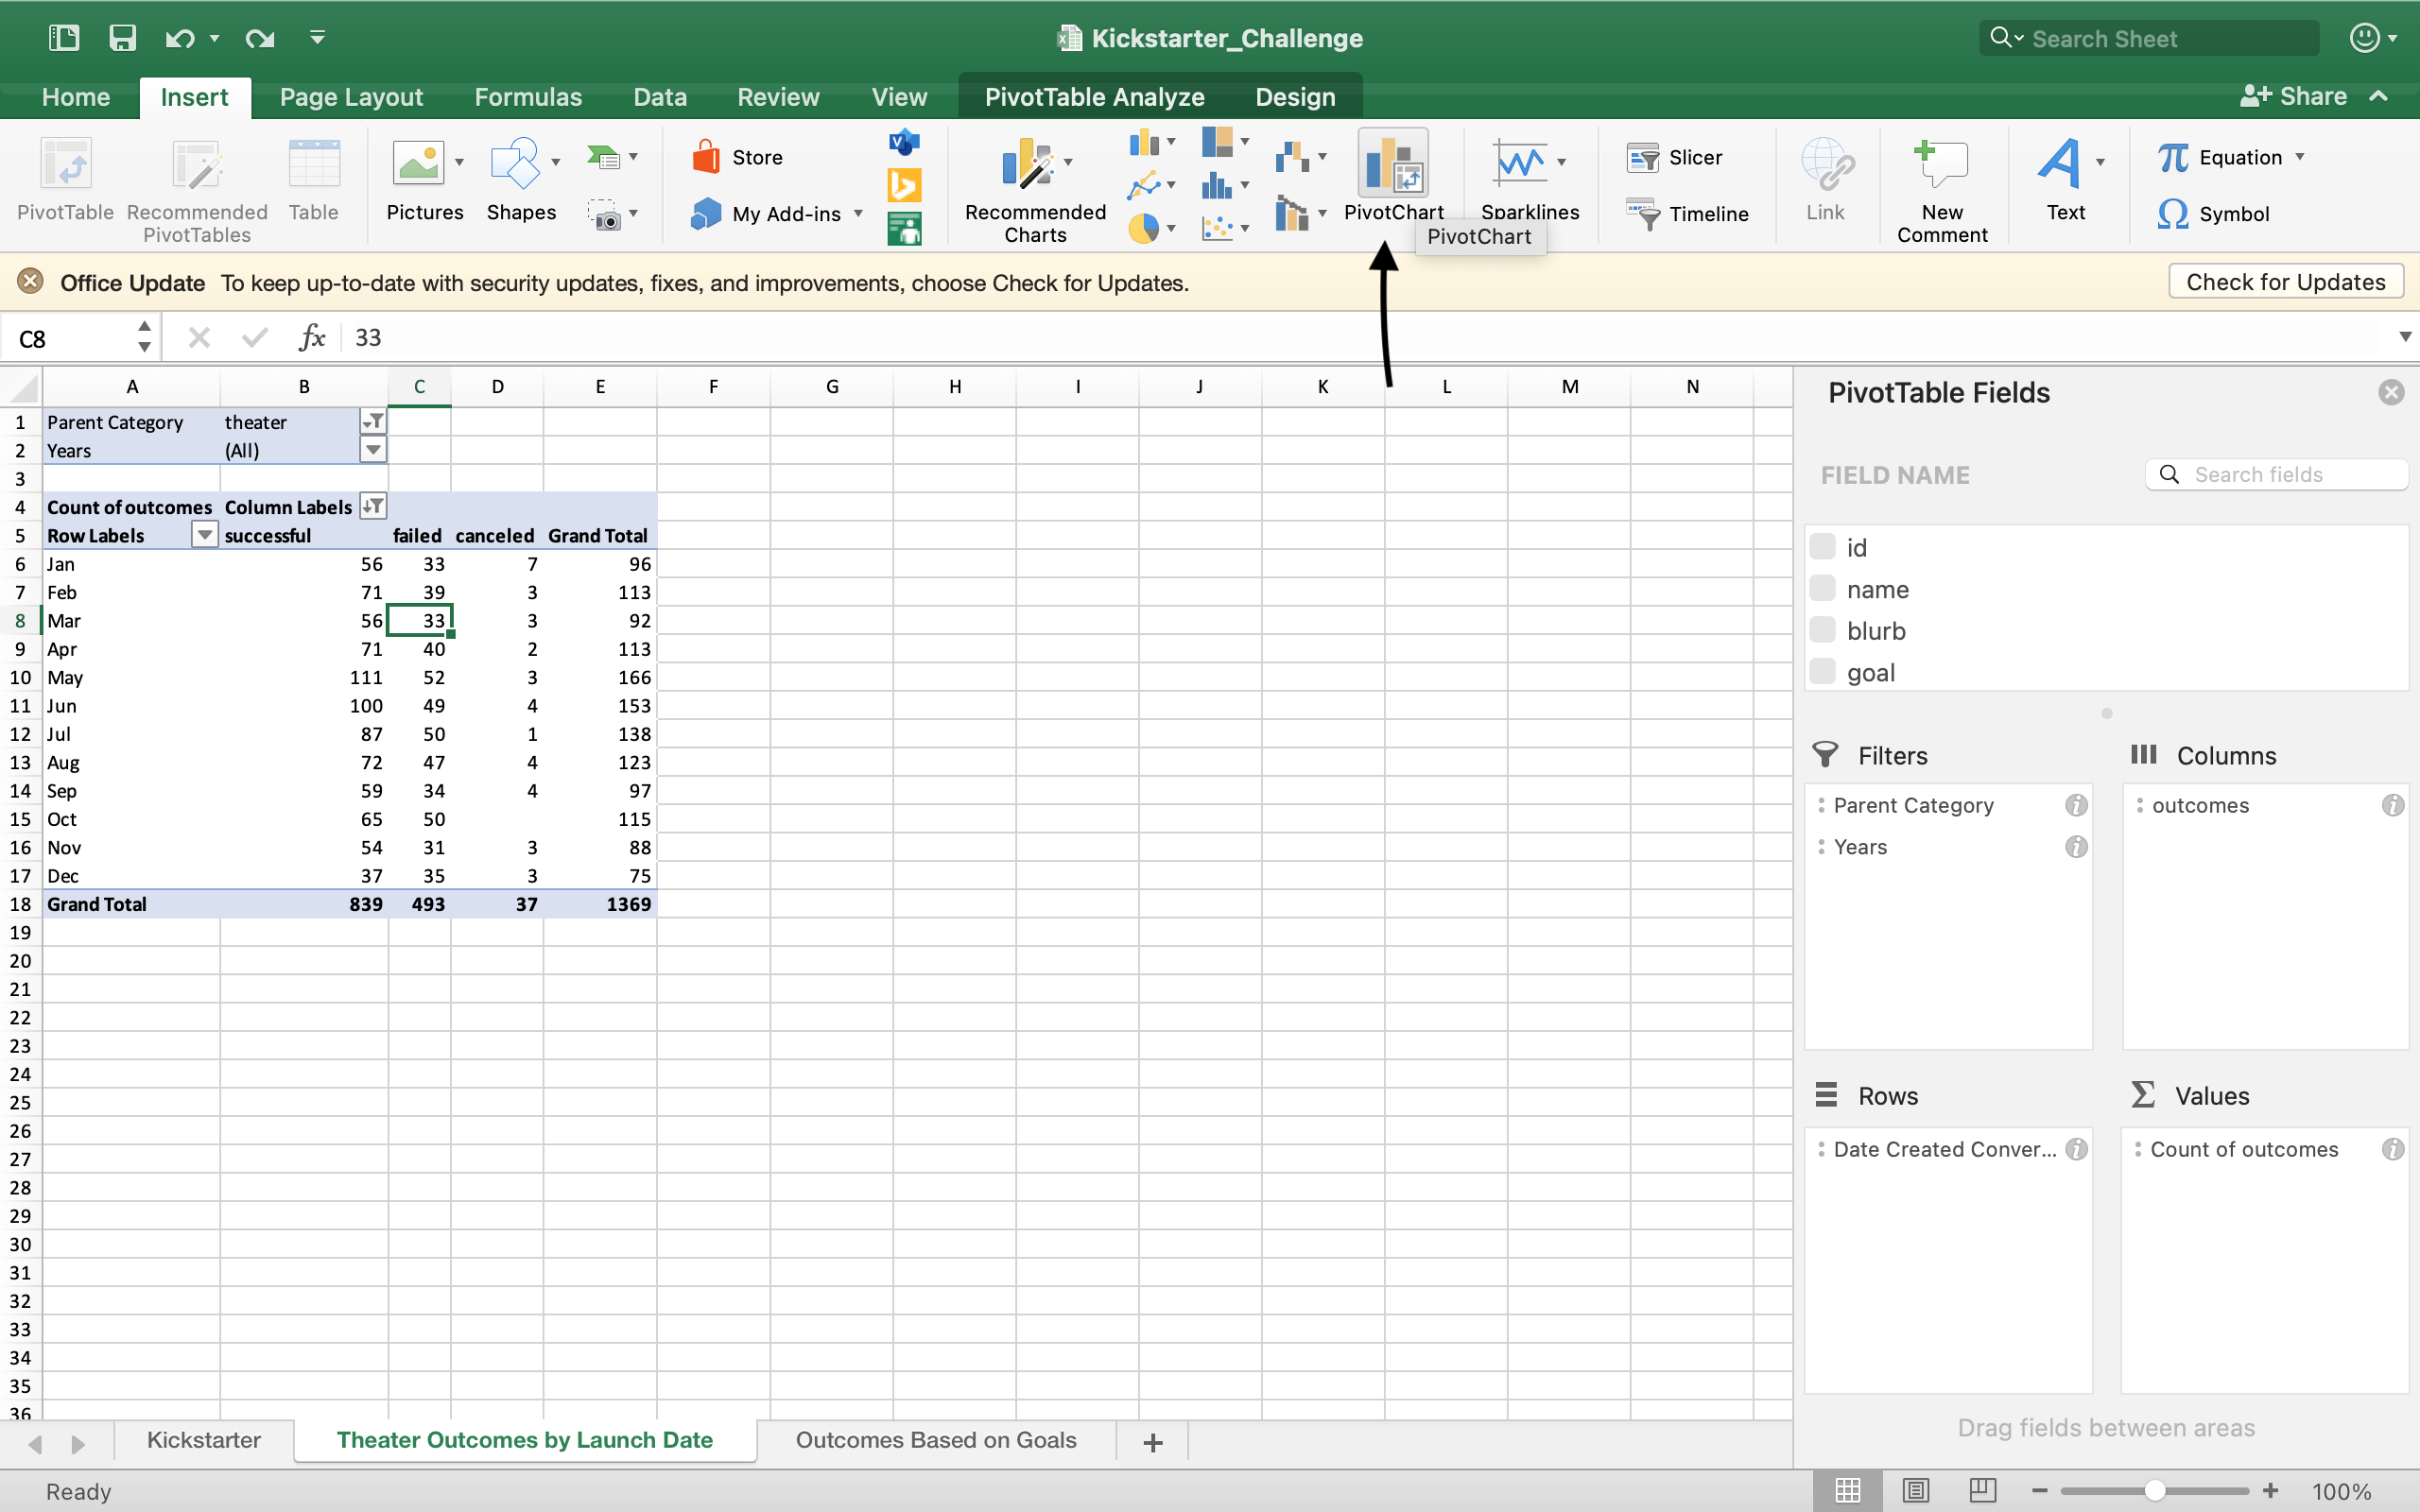 Kickstarter_Challenge
Search Sheet
Home Insert Page Layout Formulas Data Review View PivotTable Analyze Design Share
PivotTable
Recommended PivotTables
Table
Pictures
Shapes
Store
My Add-ins
Recommended Charts
PivotChart
Sparklines
PivotChart
Slicer
Timeline
Link
New Comment
Text
Equation
Symbol
Office Update To keep up-to-date with security updates, fixes, and improvements, choose Check for Updates. Check for Updates
C8 fx 33
A B C D E F G H I J K L M N
1 Parent Category theater
2 Years (All)
3
4 Count of outcomes Column Labels
5 Row Labels successful failed canceled Grand Total
6 Jan 56 33 7 96
7 Feb 71 39 3 113
8 Mar 56 33 3 92
9 Apr 71 40 2 113
10 May 111 52 3 166
11 Jun 100 49 4 153
12 Jul 87 50 1 138
13 Aug 72 47 4 123
14 Sep 59 34 4 97
15 Oct 65 50 115
16 Nov 54 31 3 88
17 Dec 37 35 3 75
18 Grand Total 839 493 37 1369
19
20
21
22
23
24
25
26
27
28
29
30
31
32
33
34
35
36
PivotTable Fields
FIELD NAME Search fields
id
name
blurb
goal
Filters
Parent Category
Years
Columns
outcomes
Rows
Date Created Conver...
Values
Count of outcomes
Drag fields between areas
Kickstarter Theater Outcomes by Launch Date Outcomes Based on Goals +
Ready 100%